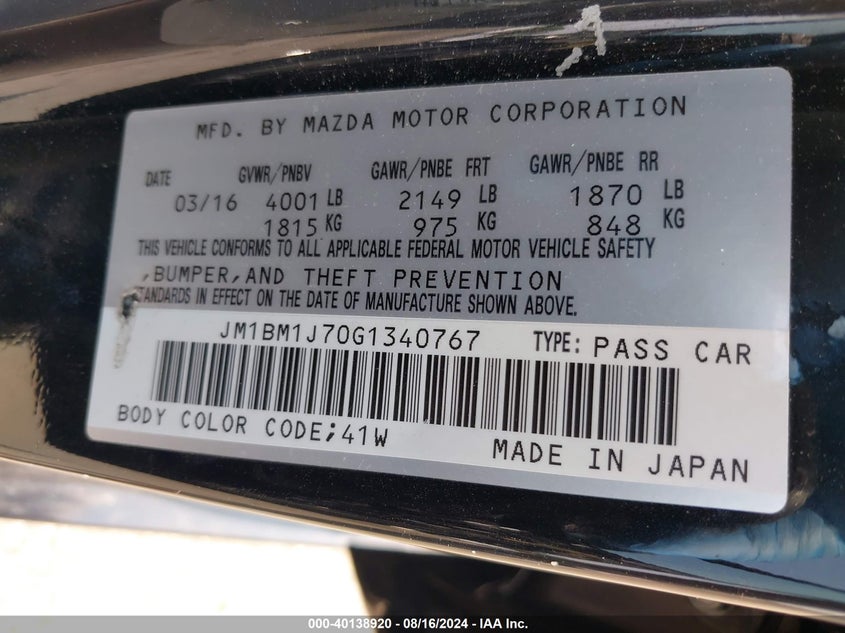 MFD. BY MAZDA MOTOR CORPORATION
DATE GVWR/PNBV GAWR/PNBE FRT GAWR/PNBE RR
03/16 4001 LB 2149 LB 1870 LB
1815 KG 975 KG 848 KG
THIS VEHICLE CONFORMS TO ALL APPLICABLE FEDERAL MOTOR VEHICLE SAFETY
,BUMPER,AND THEFT PREVENTION
STANDARDS IN EFFECT ON THE DATE OF MANUFACTURE SHOWN ABOVE.
JM1BM1J70G1340767 TYPE: PASS CAR
BODY COLOR CODE;41W
MADE IN JAPAN
000-40138920 - 08/16/2024 - IAA Inc.